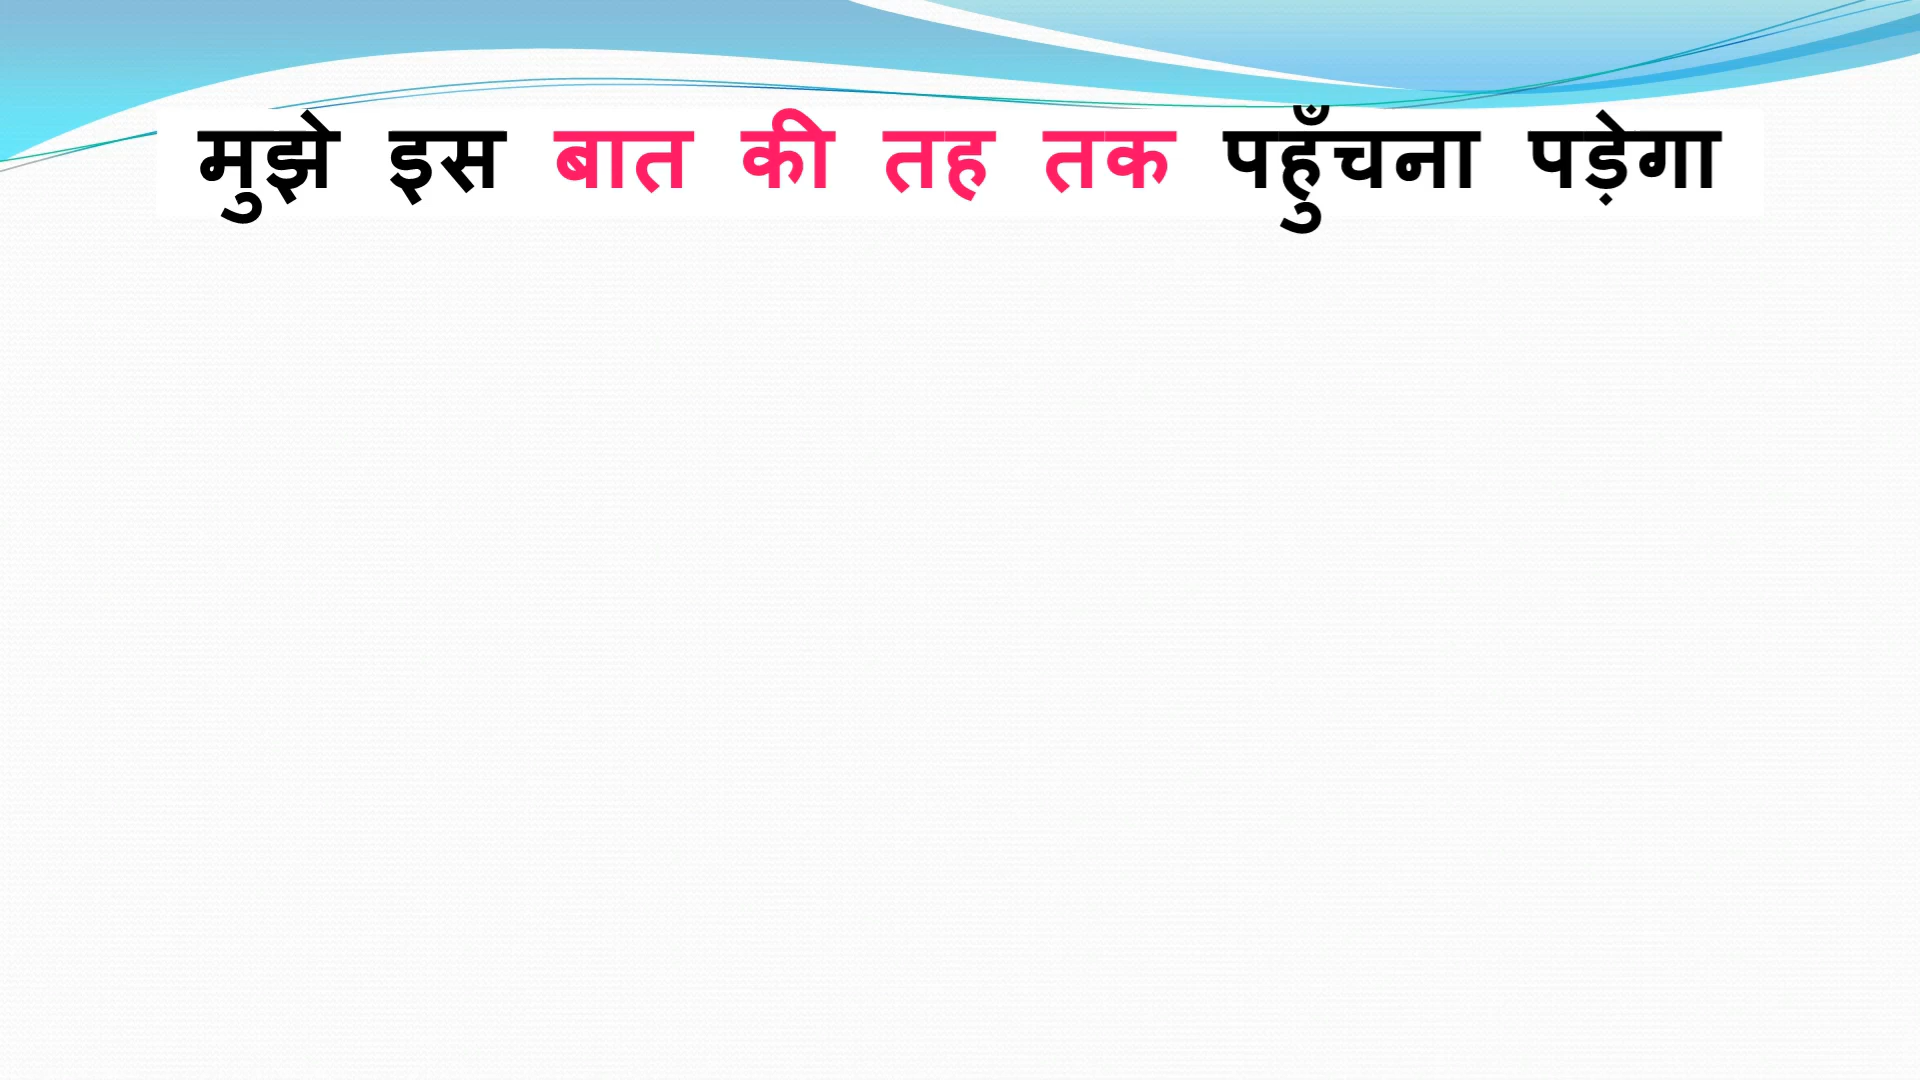 मुझे इस बात की तह तक पहुँचना पड़ेगा